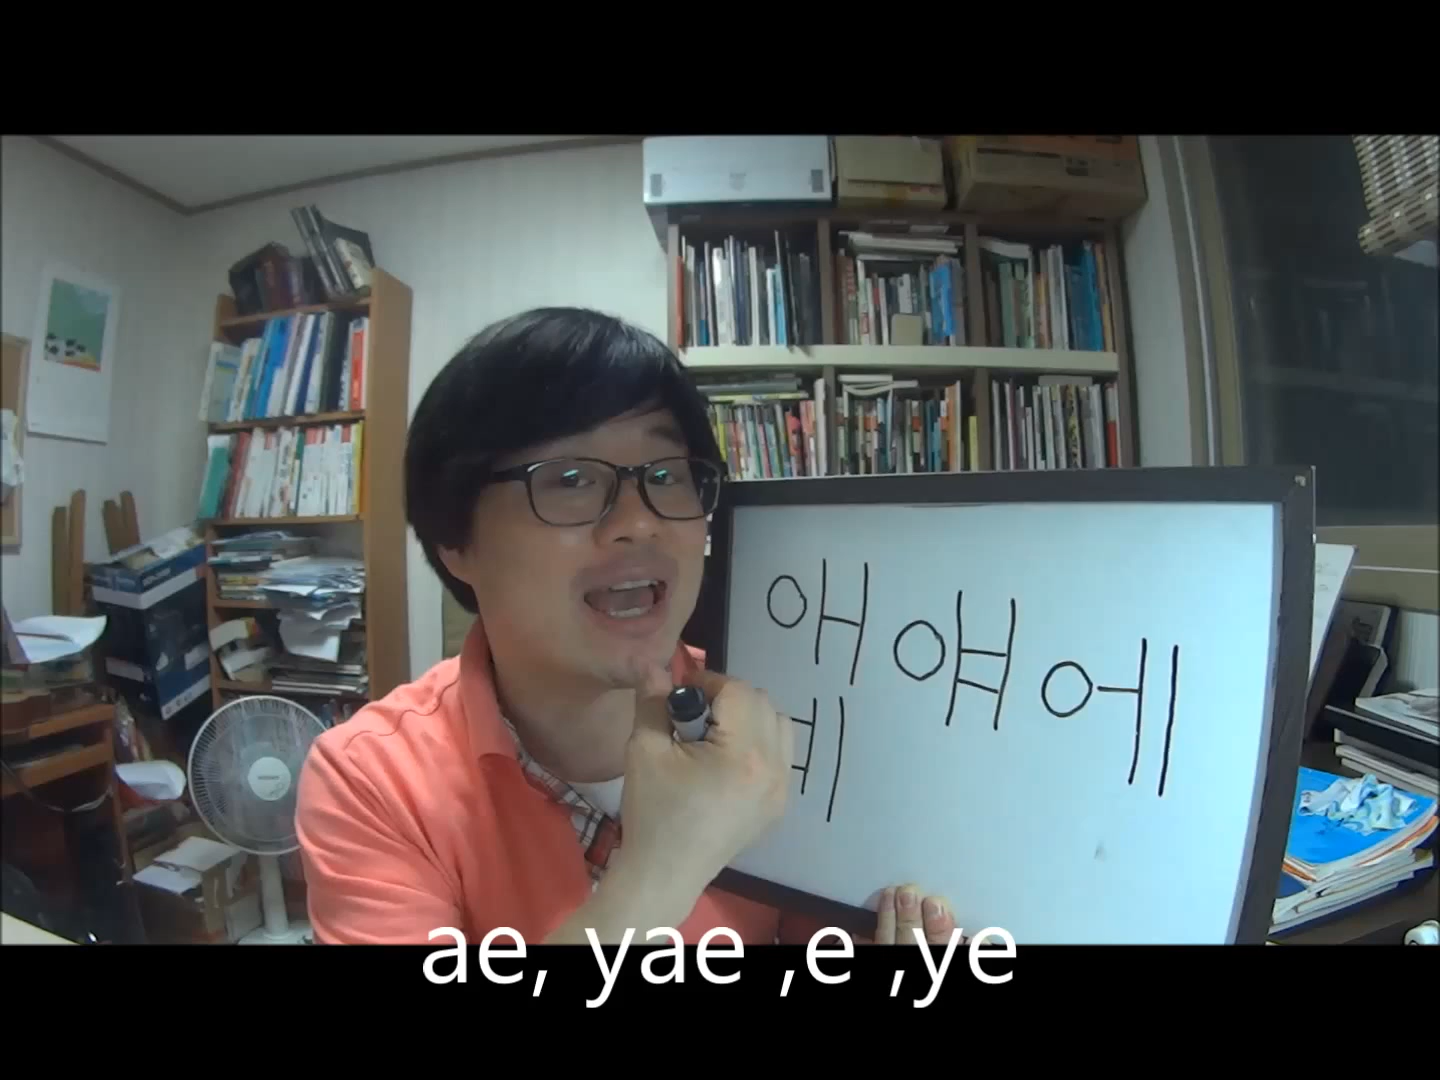 애 얘 에
ae, yae ,e ,ye